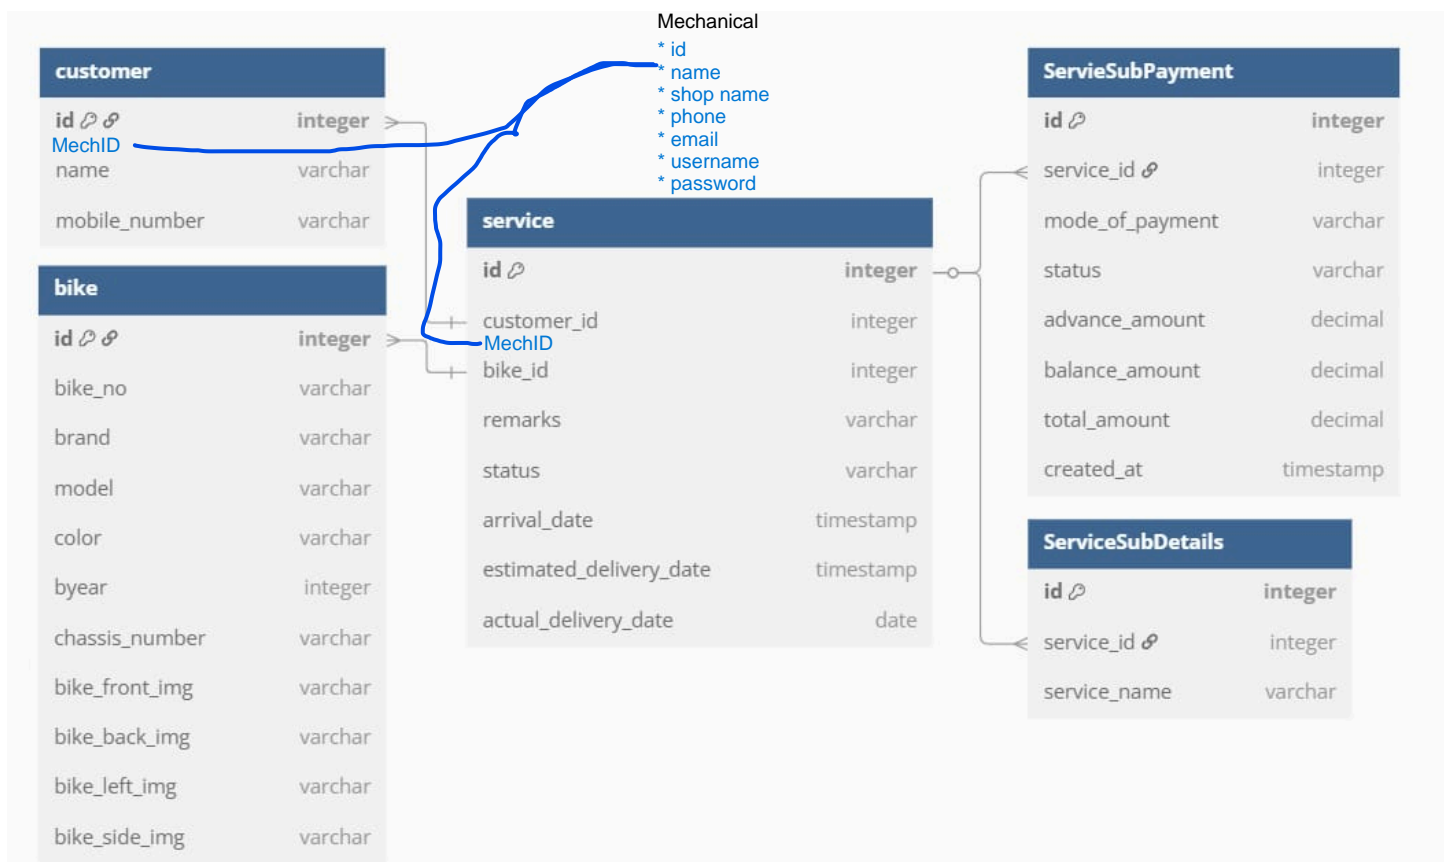 Mechanical
* id
* name
* shop name
* phone
* email
* username
* password
customer
id integer
MechID
name varchar
mobile_number varchar
bike
id integer
bike_no varchar
brand varchar
model varchar
color varchar
byear integer
chassis_number varchar
bike_front_img varchar
bike_back_img varchar
bike_left_img varchar
bike_side_img varchar
service
id integer
customer_id integer
MechID
bike_id integer
remarks varchar
status varchar
arrival_date timestamp
estimated_delivery_date timestamp
actual_delivery_date date
ServieSubPayment
id integer
service_id integer
mode_of_payment varchar
status varchar
advance_amount decimal
balance_amount decimal
total_amount decimal
created_at timestamp
ServiceSubDetails
id integer
service_id integer
service_name varchar